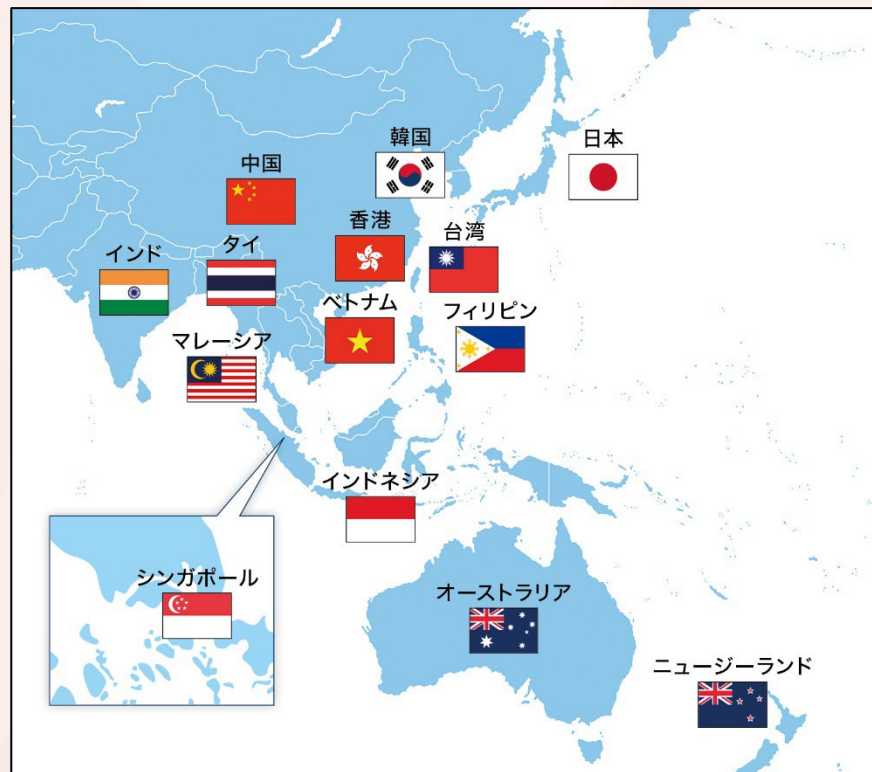 韓国
日本
中国
香港
台湾
インド
タイ
ベトナム
フィリピン
マレーシア
インドネシア
シンガポール
オーストラリア
ニュージーランド